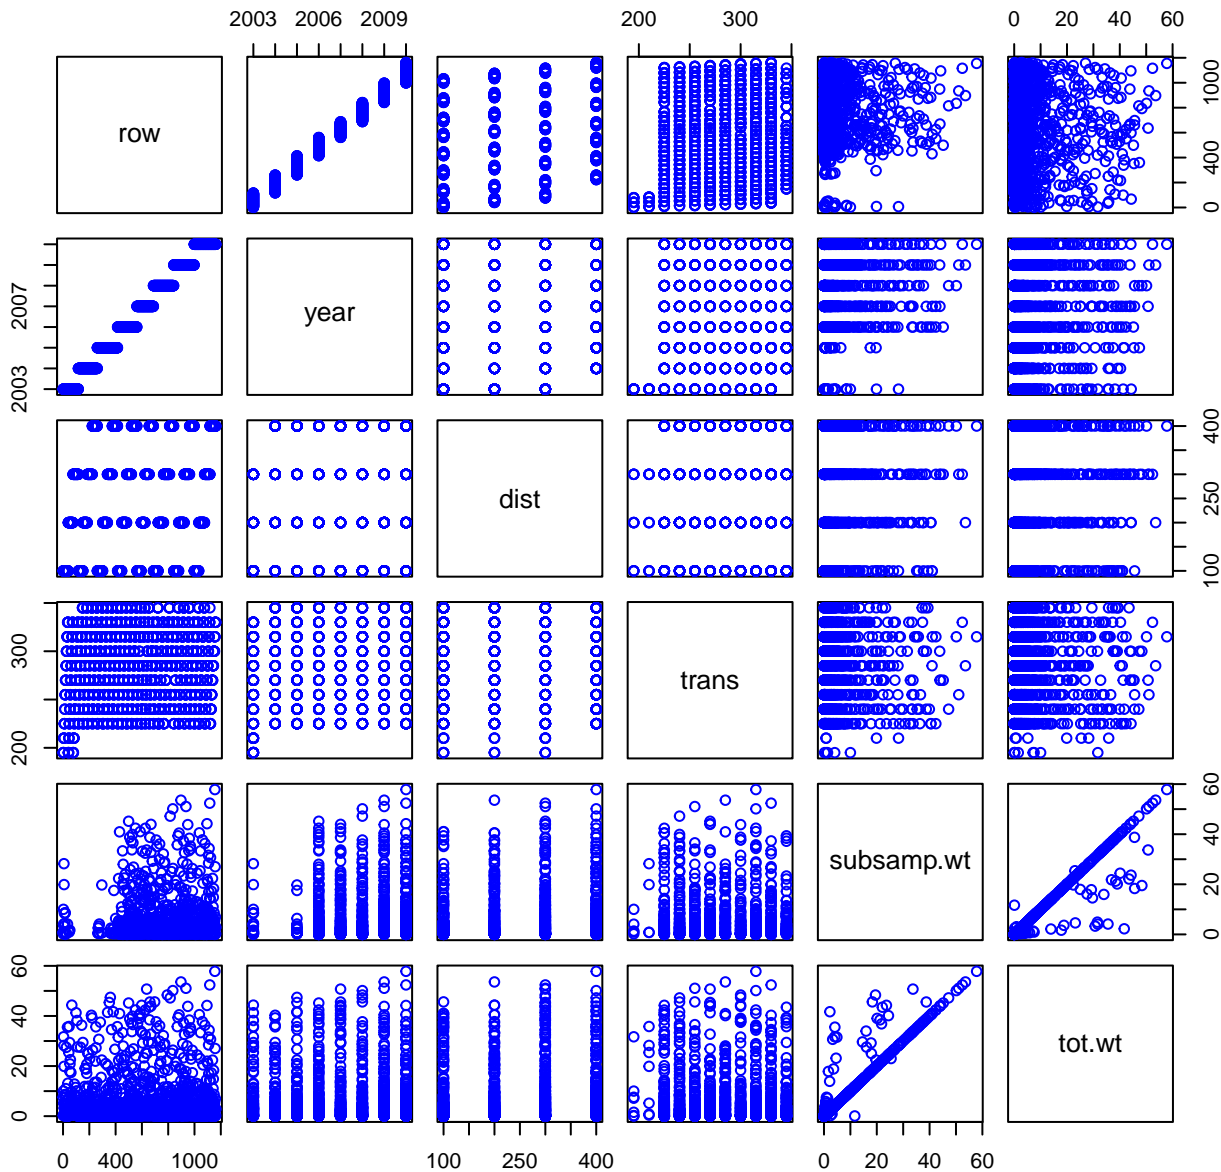 2003 2006 2009 200 300 0 20 40 60
row 0 400 1000
2003 2007 year
dist 100 250 400
200 300 trans
subsamp.wt 0 20 40 60
0 20 40 60 tot.wt
0 400 1000 100 250 400 0 20 40 60